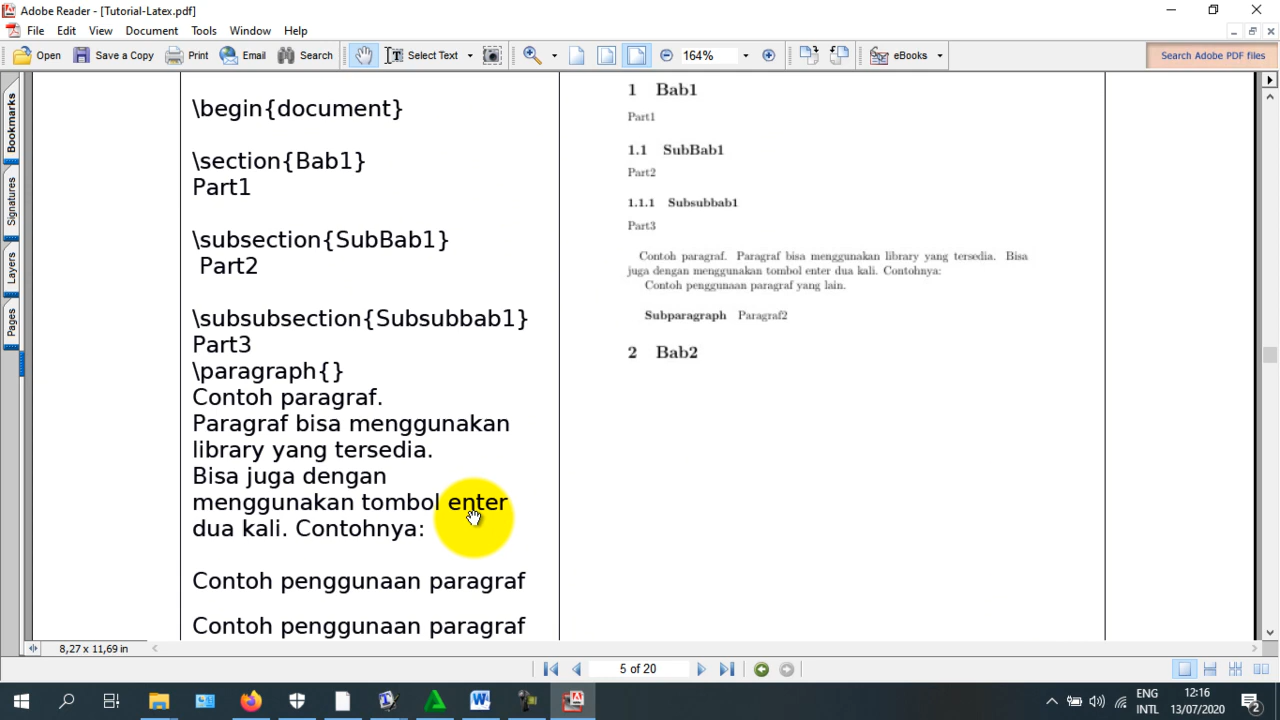 Adobe Reader - [Tutorial-Latex.pdf]
File Edit View Document Tools Window Help
Open Save a Copy Print Email Search Select Text 164% eBooks Search Adobe PDF files
Bookmarks
Signatures
Layers
Pages
\begin{document}
\section{Bab1}
Part1
\subsection{SubBab1}
Part2
\subsubsection{Subsubbab1}
Part3
\paragraph{}
Contoh paragraf.
Paragraf bisa menggunakan
library yang tersedia.
Bisa juga dengan
menggunakan tombol enter
dua kali. Contohnya:
Contoh penggunaan paragraf
Contoh penggunaan paragraf
1 Bab1
Part1
1.1 SubBab1
Part2
1.1.1 Subsubbab1
Part3
Contoh paragraf. Paragraf bisa menggunakan library yang tersedia. Bisa
juga dengan menggunakan tombol enter dua kali. Contohnya:
Contoh penggunaan paragraf yang lain.
Subparagraph Paragraf2
2 Bab2
8,27 x 11,69 in
5 of 20
ENG 12:16
INTL 13/07/2020
2